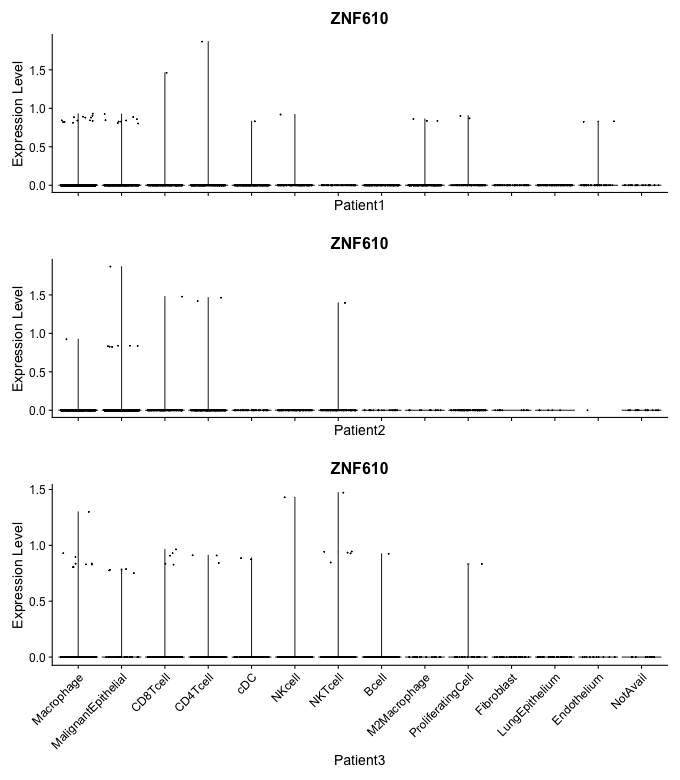 ZNF610
Expression Level
1.5
1.0
0.5
0.0
Patient1
ZNF610
Expression Level
1.5
1.0
0.5
0.0
Patient2
ZNF610
Expression Level
1.5
1.0
0.5
0.0
Macrophage
MalignantEpithelial
CD8Tcell
CD4Tcell
cDC
NKcell
NKTcell
Bcell
M2Macrophage
ProliferatingCell
Fibroblast
LungEpithelium
Endothelium
NotAvail
Patient3